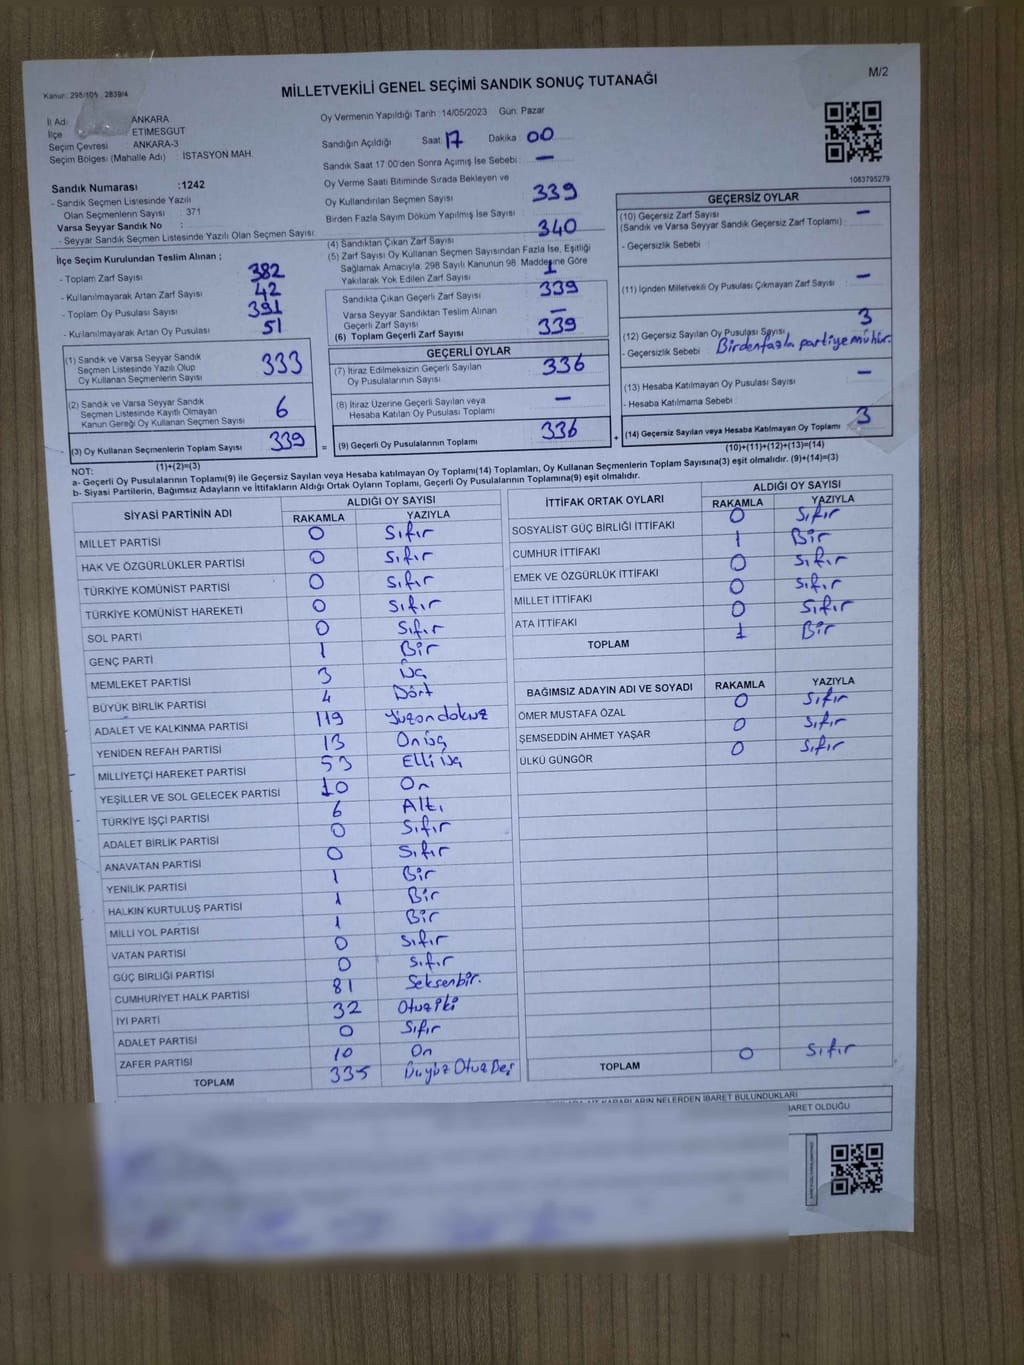 MİLLETVEKİLİ GENEL SEÇİMİ SANDIK SONUÇ TUTANAĞI
M/2
Kanun: 298/105
İl Adı ANKARA
İlçe ETİMESGUT
Seçim Çevresi : ANKARA-3
Seçim Bölgesi (Mahalle Adı) : İSTASYON MAH.
Oy Vermenin Yapıldığı Tarih :14/05/2023 Gün: Pazar
Sandığın Açıldığı Saat: 17 Dakika : 00
Sandık Saat 17:00'den Sonra Açımış İse Sebebi : —
Oy Verme Saati Bitiminde Sırada Bekleyen ve
Oy Kullandırılan Seçmen Sayısı 339
Birden Fazla Sayım Döküm Yapılmış İse Sayısı
Sandık Numarası :1242
- Sandık Seçmen Listesinde Yazılı
Olan Seçmenlerin Sayısı : 371
Varsa Seyyar Sandık No :
- Seyyar Sandık Seçmen Listesinde Yazılı Olan Seçmen Sayısı:
İlçe Seçim Kurulundan Teslim Alınan ;
- Toplam Zarf Sayısı 382
- Kullanılmayarak Artan Zarf Sayısı 42
- Toplam Oy Pusulası Sayısı 391
- Kullanılmayarak Artan Oy Pusulası 51
(1) Sandık ve Varsa Seyyar Sandık
Seçmen Listesinde Yazılı Olup
Oy Kullanan Seçmenlerin Sayısı 333
(2) Sandık ve Varsa Seyyar Sandık
Seçmen Listesinde Kayıtlı Olmayan
Kanun Gereği Oy Kullanan Seçmen Sayısı 6
(3) Oy Kullanan Seçmenlerin Toplam Sayısı 339
(1)+(2)=(3)
(4) Sandıktan Çıkan Zarf Sayısı 340
(5) Zarf Sayısı Oy Kullanan Seçmen Sayısından Fazla İse, Eşitliği
Sağlamak Amacıyla, 298 Sayılı Kanunun 98. Maddesine Göre
Yakılarak Yok Edilen Zarf Sayısı 1
Sandıkta Çıkan Geçerli Zarf Sayısı 339
Varsa Seyyar Sandıktan Teslim Alınan
Geçerli Zarf Sayısı —
(6) Toplam Geçerli Zarf Sayısı 339
GEÇERLİ OYLAR
(7) İtiraz Edilmeksizin Geçerli Sayılan
Oy Pusulalarının Sayısı 336
(8) İtiraz Üzerine Geçerli Sayılan veya
Hesaba Katılan Oy Pusulası Toplamı —
= (9) Geçerli Oy Pusulalarının Toplamı 336
1063795279
GEÇERSİZ OYLAR
(10) Geçersiz Zarf Sayısı —
(Sandık ve Varsa Seyyar Sandık Geçersiz Zarf Toplamı) :
- Geçersizlik Sebebi :
(11) İçinden Milletvekili Oy Pusulası Çıkmayan Zarf Sayısı —
(12) Geçersiz Sayılan Oy Pusulası Sayısı 3
- Geçersizlik Sebebi : Birden fazla partiye mühür.
(13) Hesaba Katılmayan Oy Pusulası Sayısı —
- Hesaba Katılmama Sebebi :
+ (14) Geçersiz Sayılan veya Hesaba Katılmayan Oy Toplamı 3
(10)+(11)+(12)+(13)=(14)
NOT:
a- Geçerli Oy Pusulalarının Toplamı(9) ile Geçersiz Sayılan veya Hesaba katılmayan Oy Toplamı(14) Toplamları, Oy Kullanan Seçmenlerin Toplam Sayısına(3) eşit olmalıdır. (9)+(14)=(3)
b- Siyasi Partilerin, Bağımsız Adayların ve İttifakların Aldığı Ortak Oyların Toplamı, Geçerli Oy Pusulalarının Toplamına(9) eşit olmalıdır.
SİYASİ PARTİNİN ADI ALDIĞI OY SAYISI
RAKAMLA YAZIYLA
MİLLET PARTİSİ 0 Sıfır
HAK VE ÖZGÜRLÜKLER PARTİSİ 0 Sıfır
TÜRKİYE KOMÜNİST PARTİSİ 0 Sıfır
TÜRKİYE KOMÜNİST HAREKETİ 0 Sıfır
SOL PARTİ 0 Sıfır
GENÇ PARTİ 1 Bir
MEMLEKET PARTİSİ 3 Üç
BÜYÜK BİRLİK PARTİSİ 4 Dört
ADALET VE KALKINMA PARTİSİ 119 Yüzondokuz
YENİDEN REFAH PARTİSİ 13 Onüç
MİLLİYETÇİ HAREKET PARTİSİ 53 Elli üç
YEŞİLLER VE SOL GELECEK PARTİSİ 10 On
TÜRKİYE İŞÇİ PARTİSİ 6 Altı
ADALET BİRLİK PARTİSİ 0 Sıfır
ANAVATAN PARTİSİ 0 Sıfır
YENİLİK PARTİSİ 1 Bir
HALKIN KURTULUŞ PARTİSİ 1 Bir
MİLLİ YOL PARTİSİ 1 Bir
VATAN PARTİSİ 0 Sıfır
GÜÇ BİRLİĞİ PARTİSİ 0 Sıfır
CUMHURİYET HALK PARTİSİ 81 Seksenbir.
İYİ PARTİ 32 Otuziki
ADALET PARTİSİ 0 Sıfır
ZAFER PARTİSİ 10 On
TOPLAM 335 Üçyüz Otuz Beş
İTTİFAK ORTAK OYLARI ALDIĞI OY SAYISI
RAKAMLA YAZIYLA
SOSYALİST GÜÇ BİRLİĞİ İTTİFAKI 0 Sıfır
CUMHUR İTTİFAKI 1 Bir
EMEK VE ÖZGÜRLÜK İTTİFAKI 0 Sıfır
MİLLET İTTİFAKI 0 Sıfır
ATA İTTİFAKI 0 Sıfır
TOPLAM 1 Bir
BAĞIMSIZ ADAYIN ADI VE SOYADI RAKAMLA YAZIYLA
ÖMER MUSTAFA ÖZAL 0 Sıfır
ŞEMSEDDİN AHMET YAŞAR 0 Sıfır
ÜLKÜ GÜNGÖR 0 Sıfır
TOPLAM 0 Sıfır
KARARLARIN NELERDEN İBARET BULUNDUKLARI
OLDUĞU